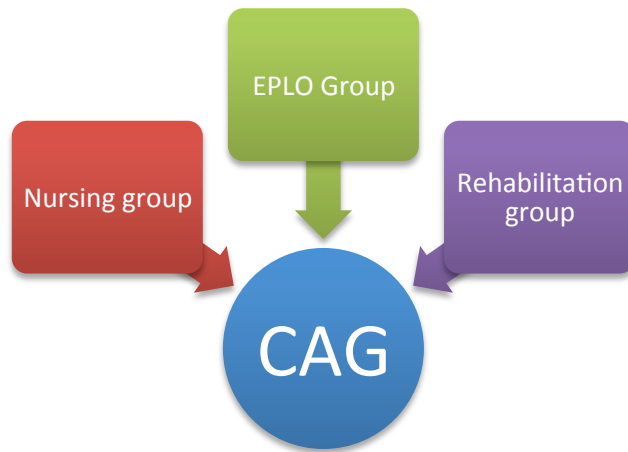 EPLO Group
Nursing group
Rehabilitation
group
CAG